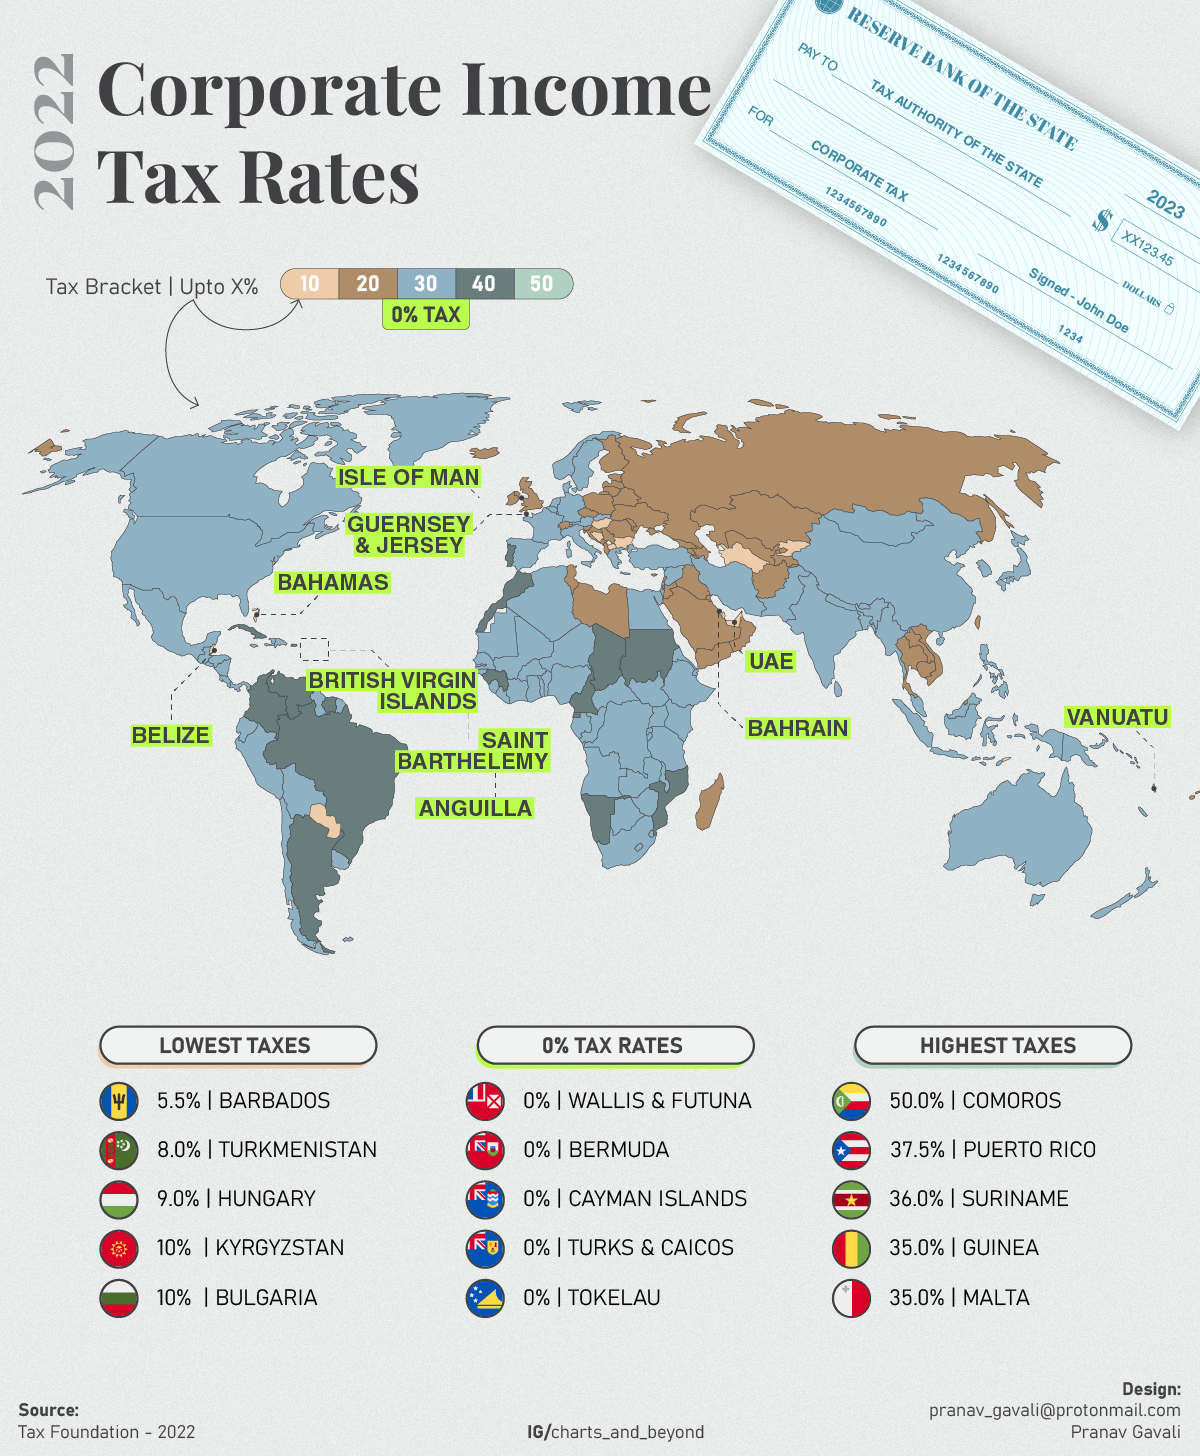 2022
Corporate Income
Tax Rates
RESERVE BANK OF THE STATE
PAY TO
TAX AUTHORITY OF THE STATE
FOR
CORPORATE TAX
1234567890
2023
$
XX123.45
DOLLARS
Signed - John Doe
1234567890
1234
Tax Bracket | Upto X%
10 20 30 40 50
0% TAX
ISLE OF MAN
GUERNSEY
& JERSEY
BAHAMAS
UAE
BRITISH VIRGIN
ISLANDS
BELIZE
BAHRAIN
VANUATU
SAINT
BARTHELEMY
ANGUILLA
LOWEST TAXES
5.5% | BARBADOS
8.0% | TURKMENISTAN
9.0% | HUNGARY
10% | KYRGYZSTAN
10% | BULGARIA
0% TAX RATES
0% | WALLIS & FUTUNA
0% | BERMUDA
0% | CAYMAN ISLANDS
0% | TURKS & CAICOS
0% | TOKELAU
HIGHEST TAXES
50.0% | COMOROS
37.5% | PUERTO RICO
36.0% | SURINAME
35.0% | GUINEA
35.0% | MALTA
Source:
Tax Foundation - 2022
IG/charts_and_beyond
Design:
pranav_gavali@protonmail.com
Pranav Gavali